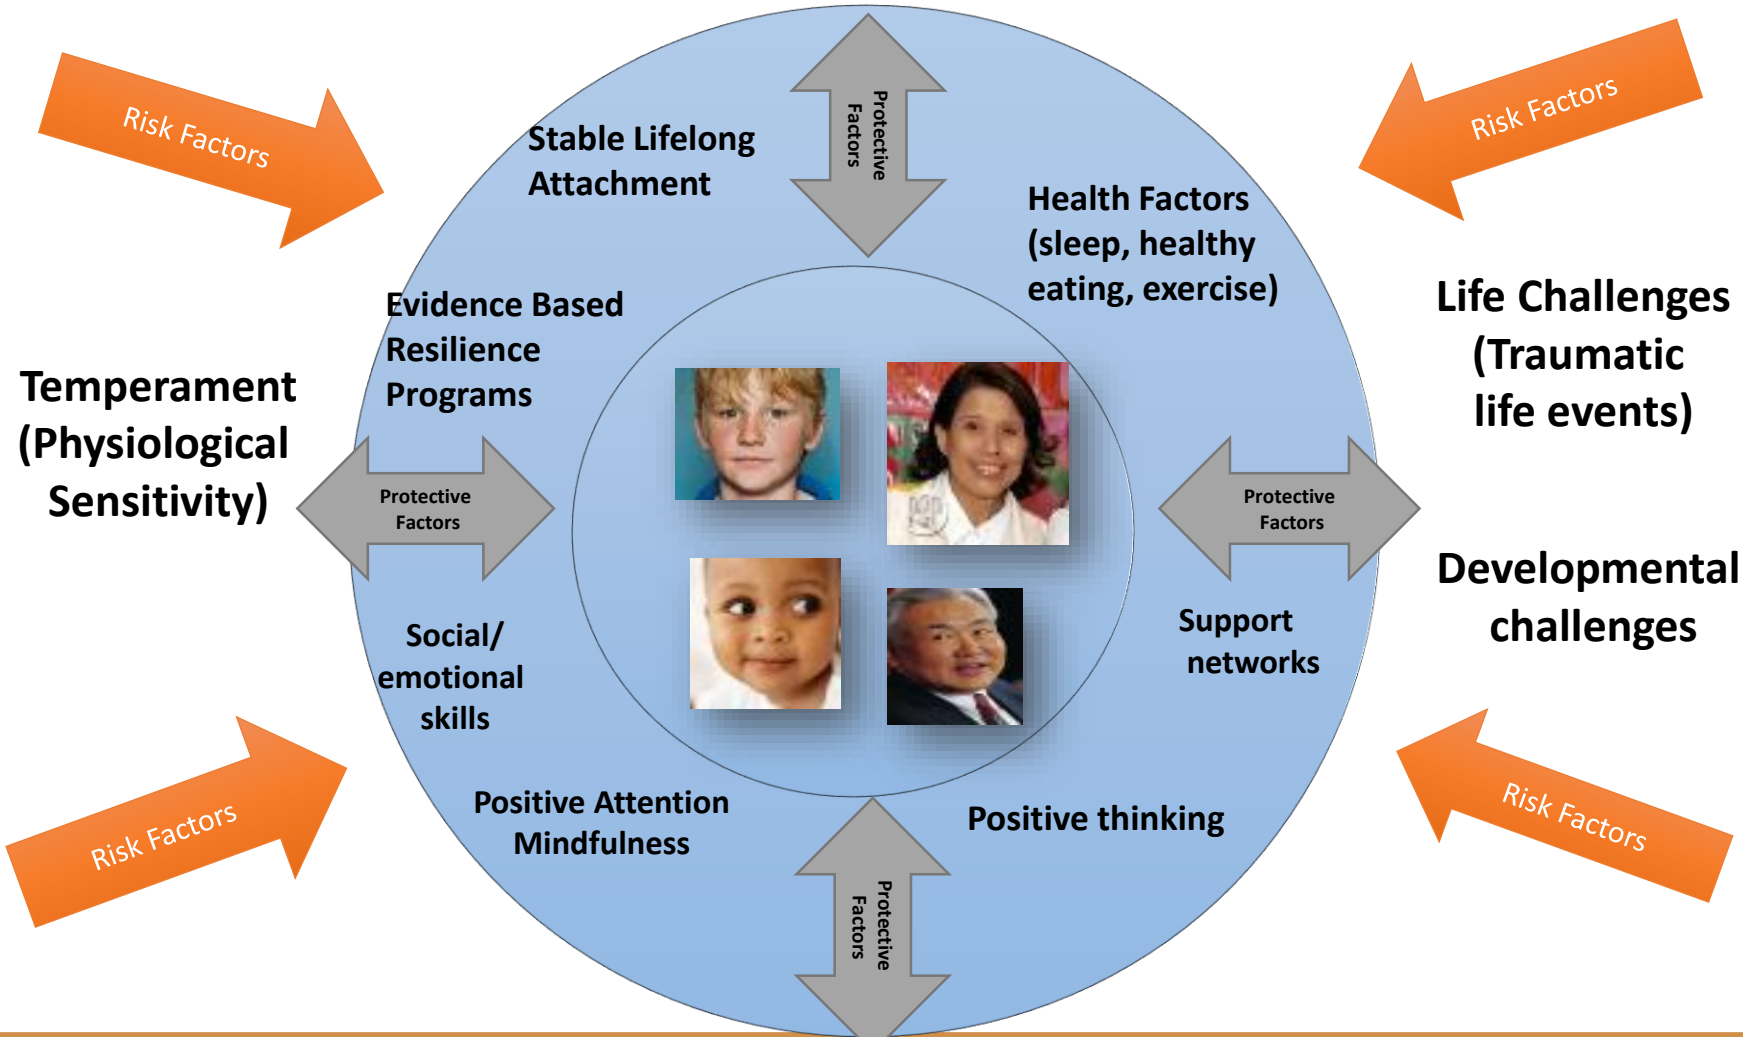 Risk Factors
Risk Factors
Protective
Factors
Stable Lifelong
Attachment
Health Factors
(sleep, healthy
eating, exercise)
Evidence Based
Resilience
Programs
Life Challenges
(Traumatic
life events)
Temperament
(Physiological
Sensitivity)
Protective
Factors
Protective
Factors
Developmental
challenges
Social/
emotional
skills
Support
networks
Positive Attention
Mindfulness
Positive thinking
Risk Factors
Risk Factors
Protective
Factors